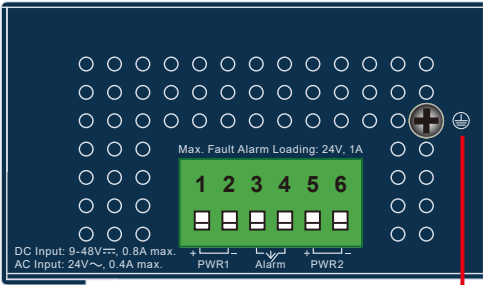 Max. Fault Alarm Loading: 24V, 1A
1 2 3 4 5 6
DC Input: 9-48V⎓, 0.8A max.
AC Input: 24V～, 0.4A max.
+ − + −
PWR1 Alarm PWR2